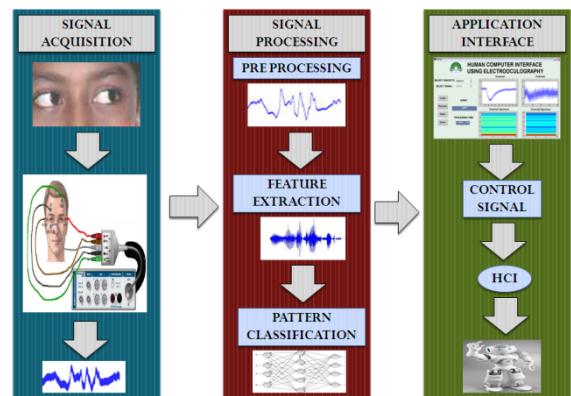 SIGNAL
ACQUISITION
SIGNAL
PROCESSING
PRE PROCESSING
FEATURE
EXTRACTION
PATTERN
CLASSIFICATION
APPLICATION
INTERFACE
HUMAN COMPUTER INTERFACE
USING ELECTROOCULOGRAPHY
CONTROL
SIGNAL
HCI